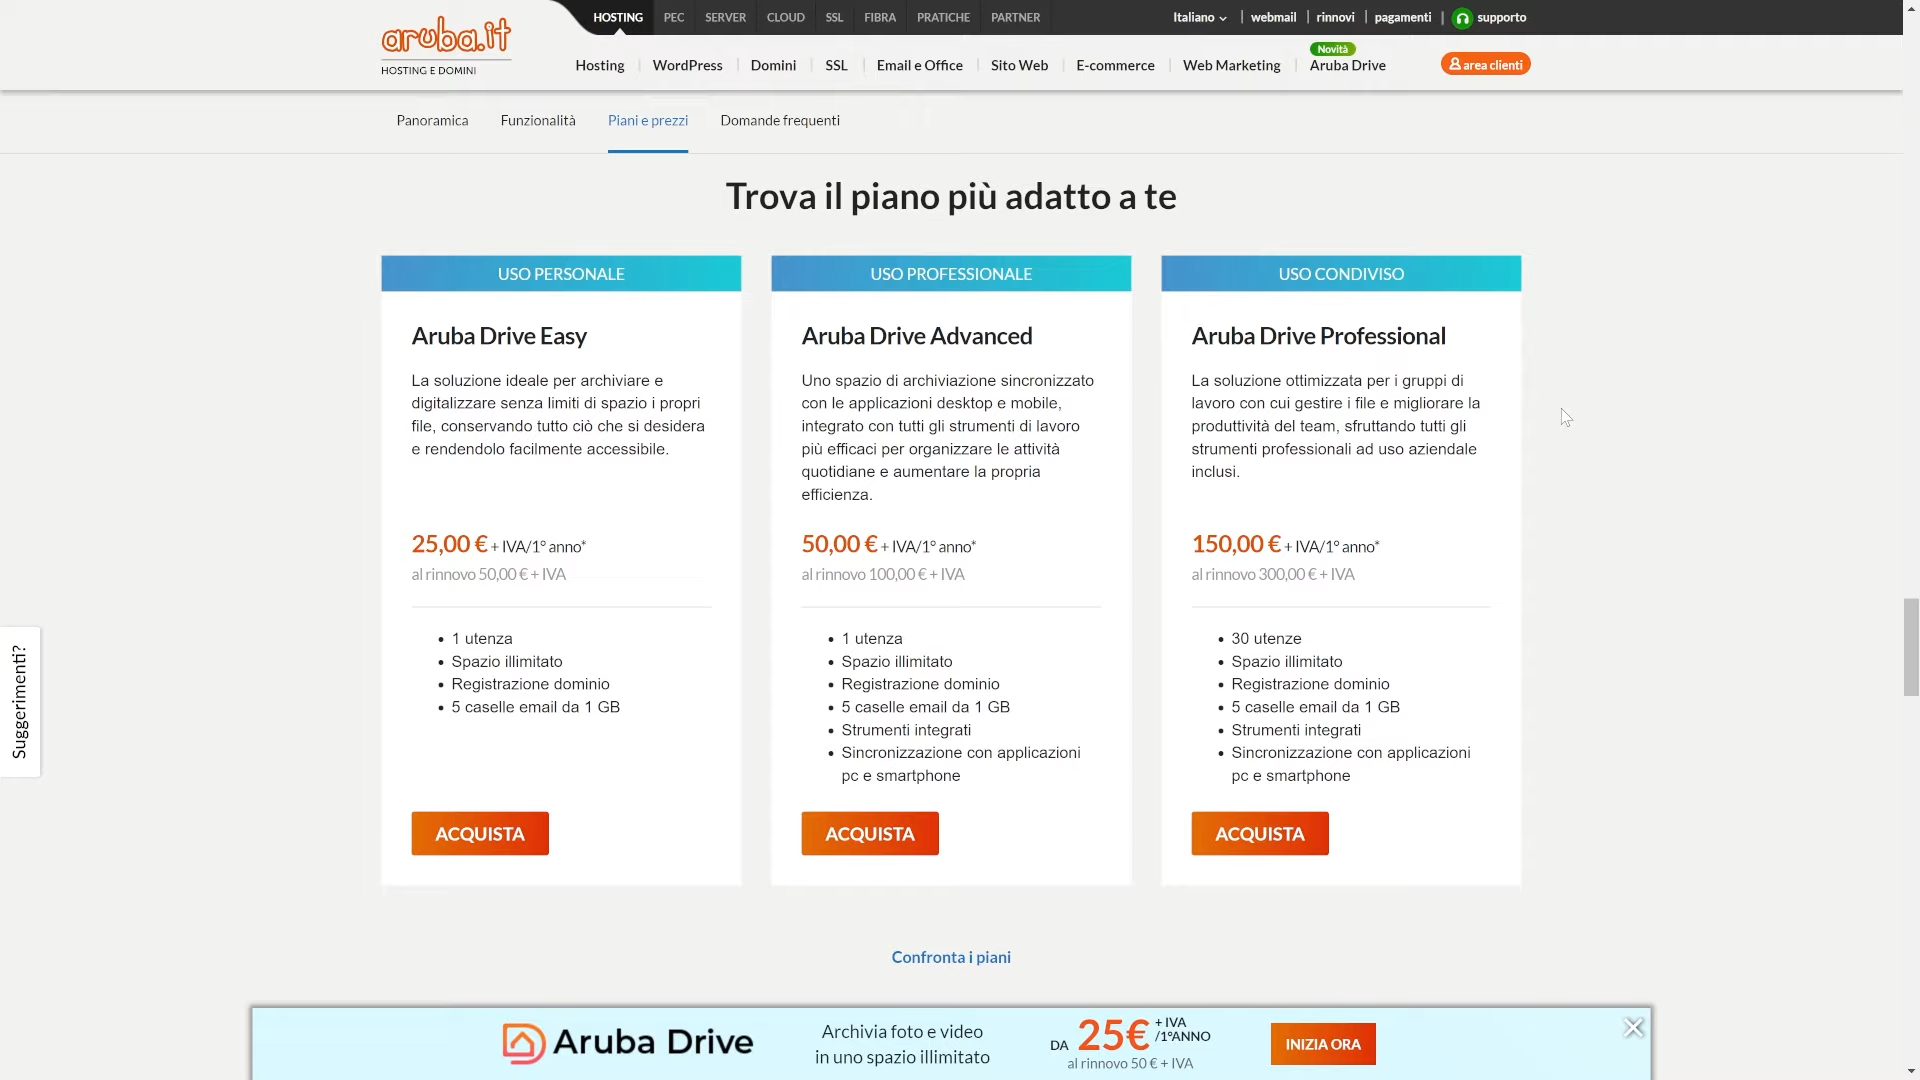 aruba.it
HOSTING E DOMINI
HOSTING PEC SERVER CLOUD SSL FIBRA PRATICHE PARTNER
Italiano webmail rinnovi pagamenti supporto
Hosting WordPress Domini SSL Email e Office Sito Web E-commerce Web Marketing Aruba Drive
Novità
area clienti
Panoramica Funzionalità Piani e prezzi Domande frequenti
Trova il piano più adatto a te
USO PERSONALE
Aruba Drive Easy
La soluzione ideale per archiviare e
digitalizzare senza limiti di spazio i propri
file, conservando tutto ciò che si desidera
e rendendolo facilmente accessibile.
25,00 € + IVA/1° anno*
al rinnovo 50,00 € + IVA
• 1 utenza
• Spazio illimitato
• Registrazione dominio
• 5 caselle email da 1 GB
ACQUISTA
USO PROFESSIONALE
Aruba Drive Advanced
Uno spazio di archiviazione sincronizzato
con le applicazioni desktop e mobile,
integrato con tutti gli strumenti di lavoro
più efficaci per organizzare le attività
quotidiane e aumentare la propria
efficienza.
50,00 € + IVA/1° anno*
al rinnovo 100,00 € + IVA
• 1 utenza
• Spazio illimitato
• Registrazione dominio
• 5 caselle email da 1 GB
• Strumenti integrati
• Sincronizzazione con applicazioni
pc e smartphone
ACQUISTA
USO CONDIVISO
Aruba Drive Professional
La soluzione ottimizzata per i gruppi di
lavoro con cui gestire i file e migliorare la
produttività del team, sfruttando tutti gli
strumenti professionali ad uso aziendale
inclusi.
150,00 € + IVA/1° anno*
al rinnovo 300,00 € + IVA
• 30 utenze
• Spazio illimitato
• Registrazione dominio
• 5 caselle email da 1 GB
• Strumenti integrati
• Sincronizzazione con applicazioni
pc e smartphone
ACQUISTA
Suggerimenti?
Confronta i piani
Aruba Drive
Archivia foto e video
in uno spazio illimitato
DA 25€ + IVA
/1°ANNO
al rinnovo 50 € + IVA
INIZIA ORA